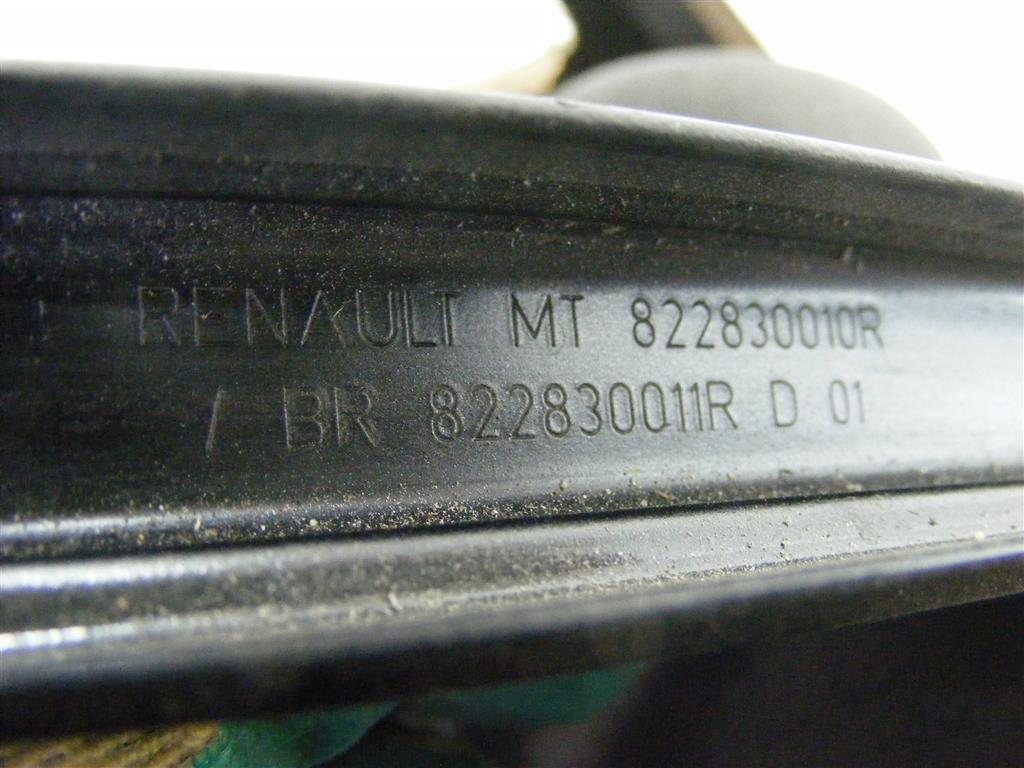 RENAULT MT 822830010R
/ BR 822830011R D 01